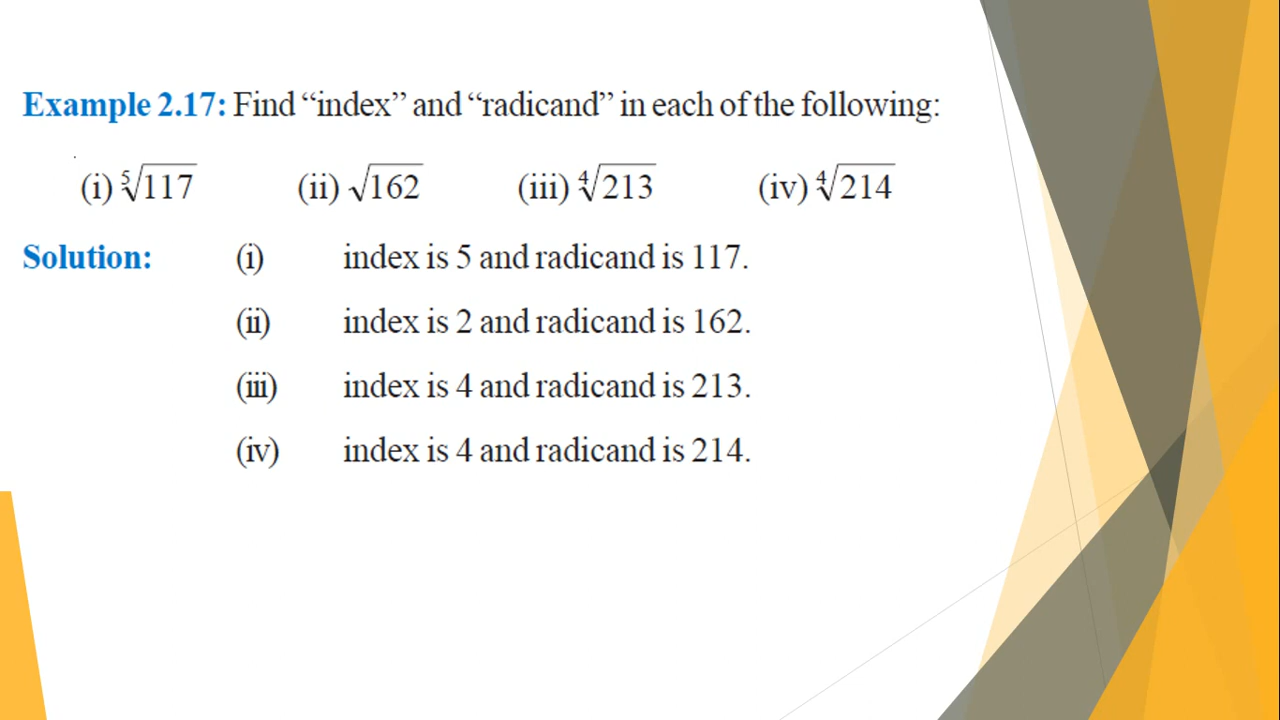 Example 2.17: Find “index” and “radicand” in each of the following:
(i) ⁵√117 (ii) √162 (iii) ⁴√213 (iv) ⁴√214
Solution: (i) index is 5 and radicand is 117.
(ii) index is 2 and radicand is 162.
(iii) index is 4 and radicand is 213.
(iv) index is 4 and radicand is 214.